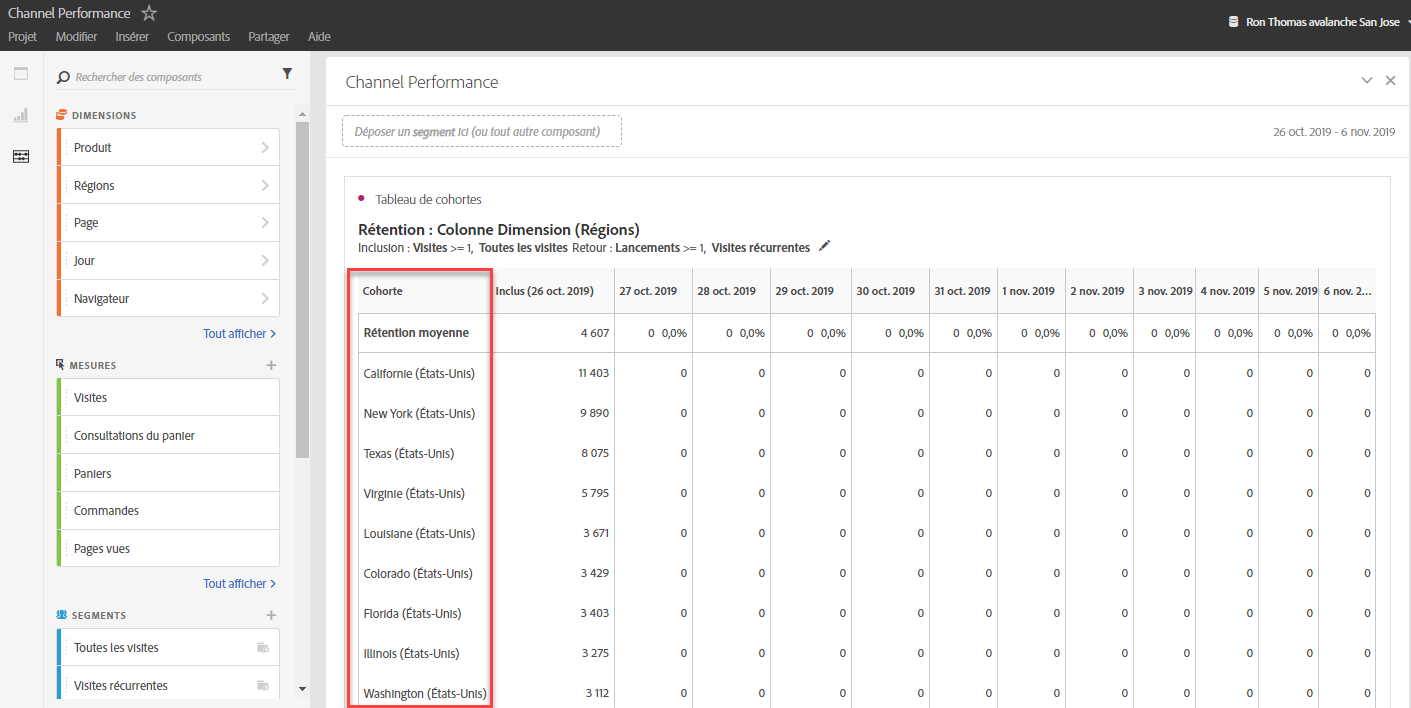 Channel Performance
Projet Modifier Insérer Composants Partager Aide
Ron Thomas avalanche San Jose
Rechercher des composants
DIMENSIONS
Produit
Régions
Page
Jour
Navigateur
Tout afficher
MESURES
Visites
Consultations du panier
Paniers
Commandes
Pages vues
Tout afficher
SEGMENTS
Toutes les visites
Visites récurrentes
Channel Performance
Déposer un segment ici (ou tout autre composant)
26 oct. 2019 - 6 nov. 2019
Tableau de cohortes
Rétention : Colonne Dimension (Régions)
Inclusion : Visites >= 1, Toutes les visites Retour : Lancements >= 1, Visites récurrentes
Cohorte Inclus (26 oct. 2019) 27 oct. 2019 28 oct. 2019 29 oct. 2019 30 oct. 2019 31 oct. 2019 1 nov. 2019 2 nov. 2019 3 nov. 2019 4 nov. 2019 5 nov. 2019 6 nov. 2...
Rétention moyenne 4 607 0 0,0% 0 0,0% 0 0,0% 0 0,0% 0 0,0% 0 0,0% 0 0,0% 0 0,0% 0 0,0% 0 0,0% 0 0,0%
Californie (États-Unis) 11 403 0 0 0 0 0 0 0 0 0 0 0
New York (États-Unis) 9 890 0 0 0 0 0 0 0 0 0 0 0
Texas (États-Unis) 8 075 0 0 0 0 0 0 0 0 0 0 0
Virginie (États-Unis) 5 795 0 0 0 0 0 0 0 0 0 0 0
Louisiane (États-Unis) 3 671 0 0 0 0 0 0 0 0 0 0 0
Colorado (États-Unis) 3 429 0 0 0 0 0 0 0 0 0 0 0
Florida (États-Unis) 3 403 0 0 0 0 0 0 0 0 0 0 0
Illinois (États-Unis) 3 275 0 0 0 0 0 0 0 0 0 0 0
Washington (États-Unis) 3 112 0 0 0 0 0 0 0 0 0 0 0